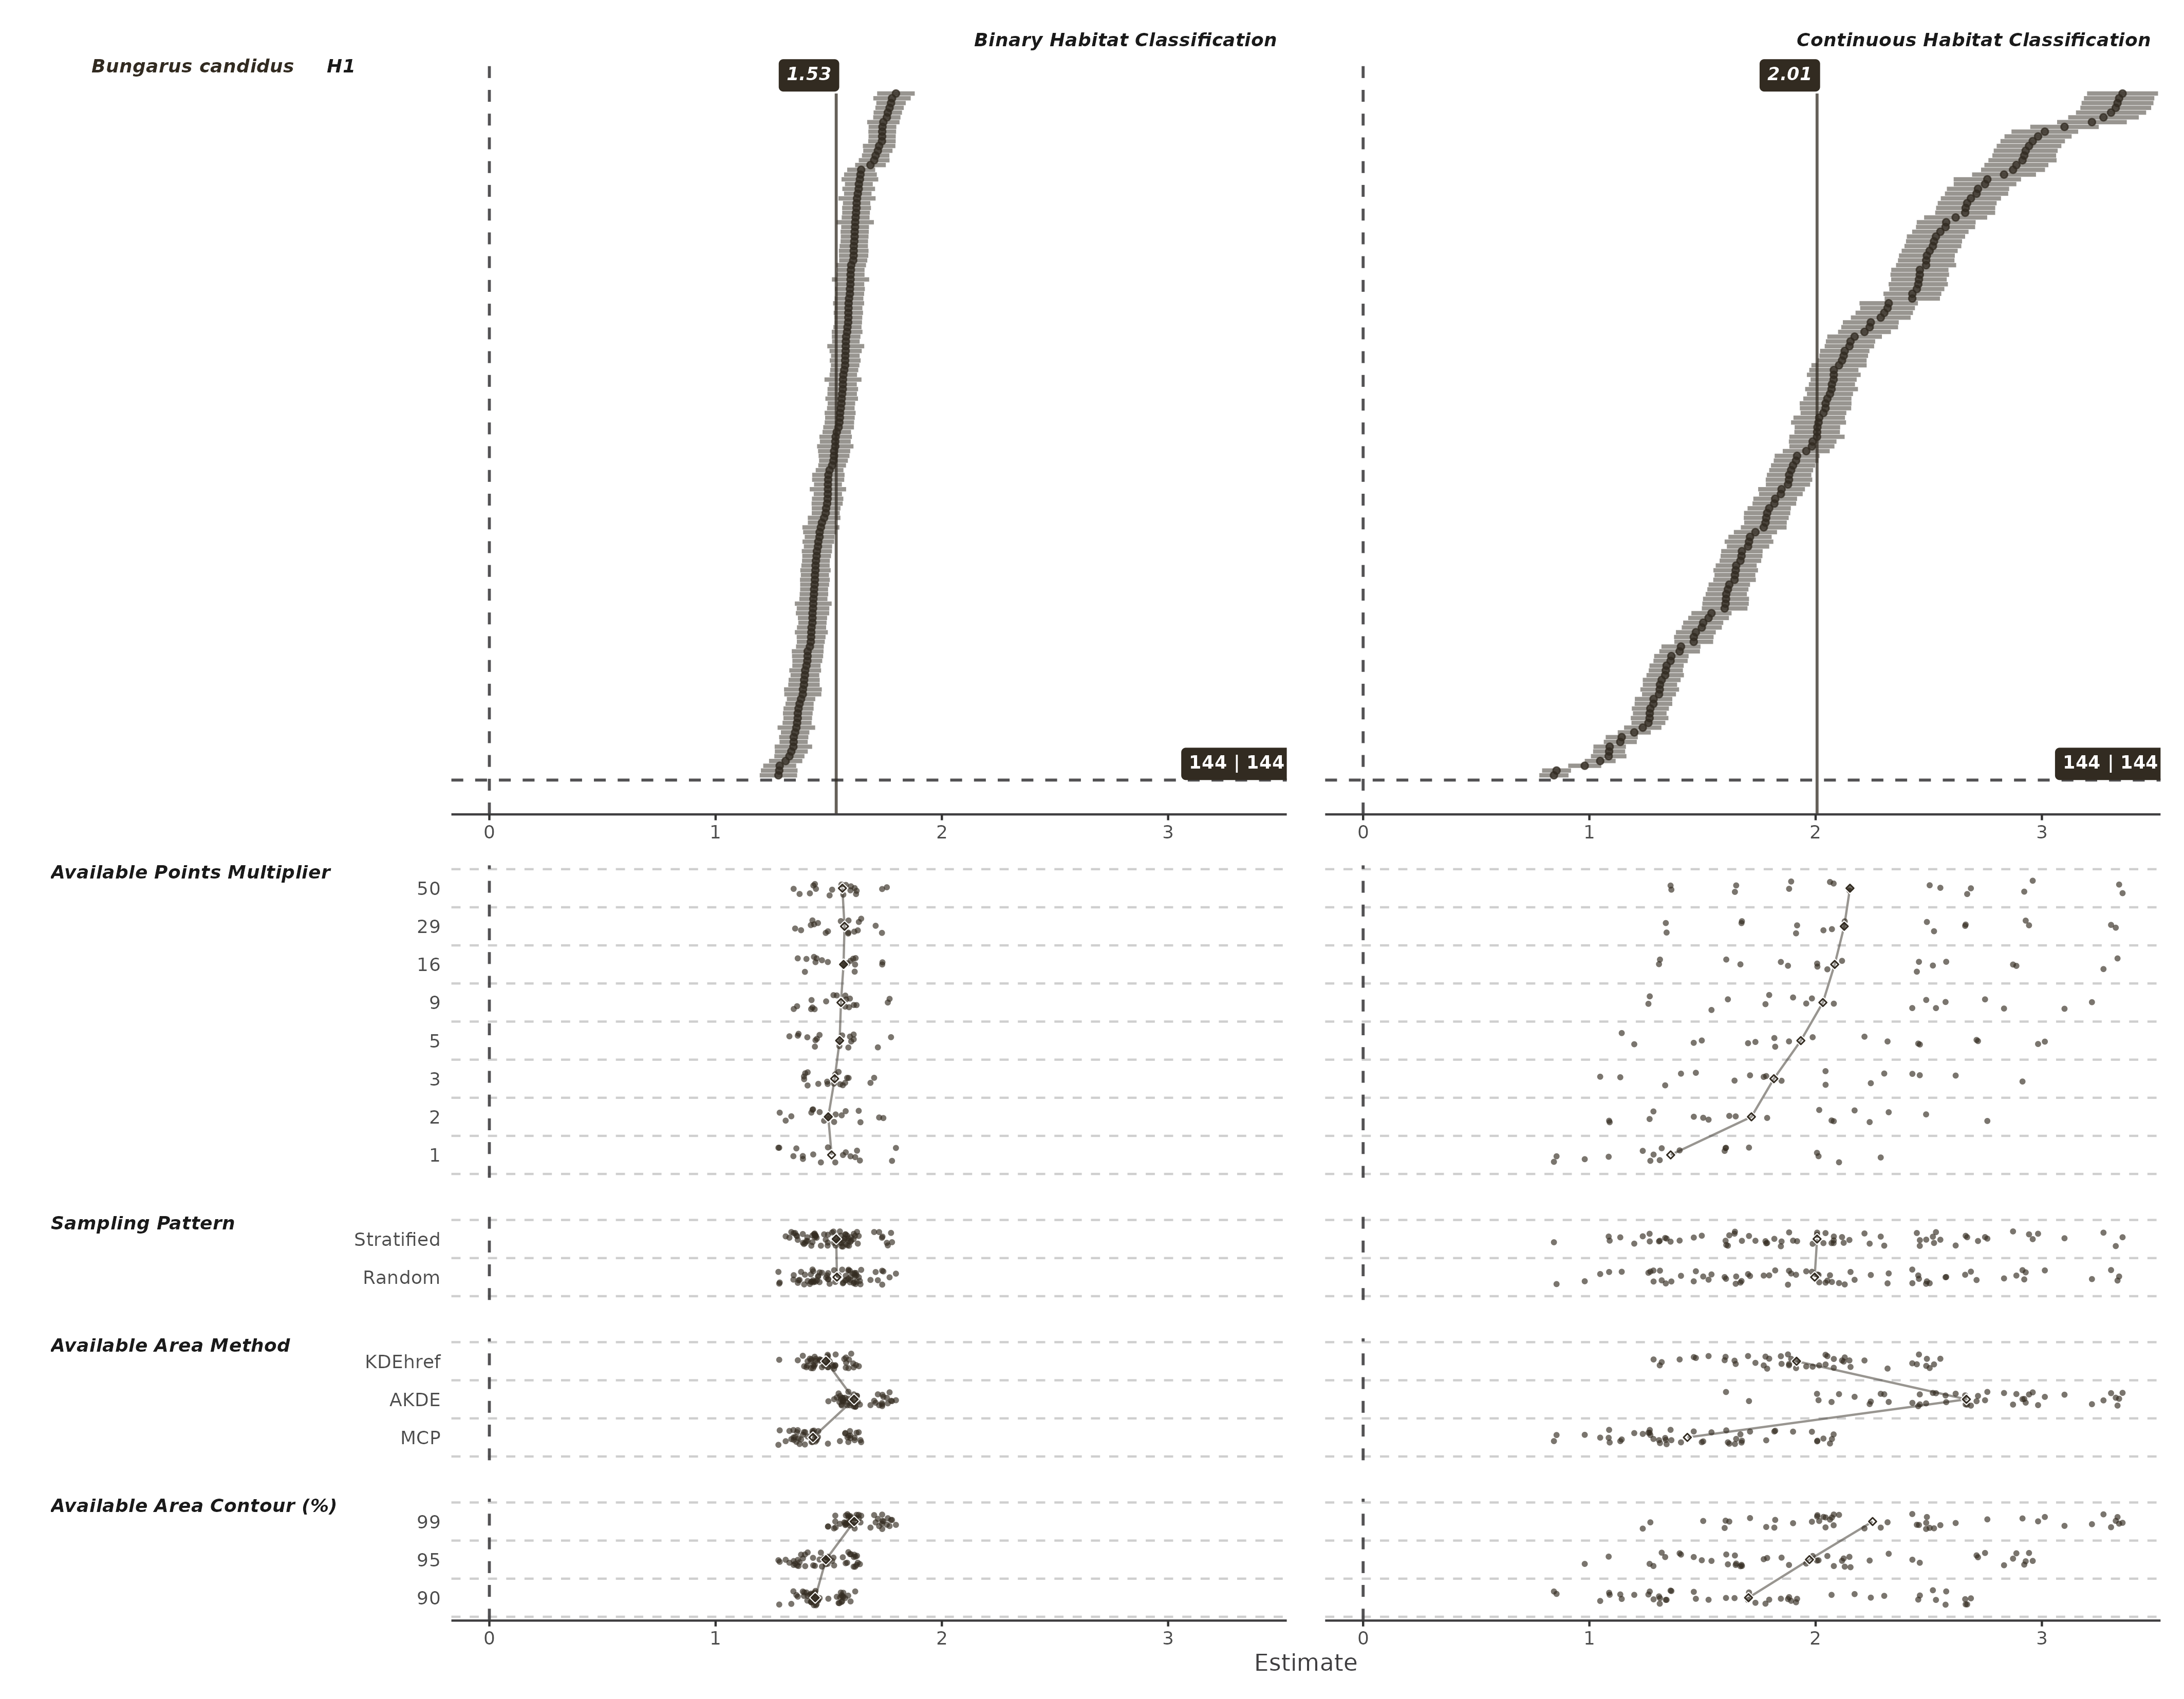 Binary Habitat Classification
Continuous Habitat Classification
Bungarus candidus H1
1.53
2.01
144 | 144
144 | 144
0 1 2 3
0 1 2 3
Available Points Multiplier
50
29
16
9
5
3
2
1
Sampling Pattern
Stratified
Random
Available Area Method
KDEhref
AKDE
MCP
Available Area Contour (%)
99
95
90
0 1 2 3
0 1 2 3
Estimate